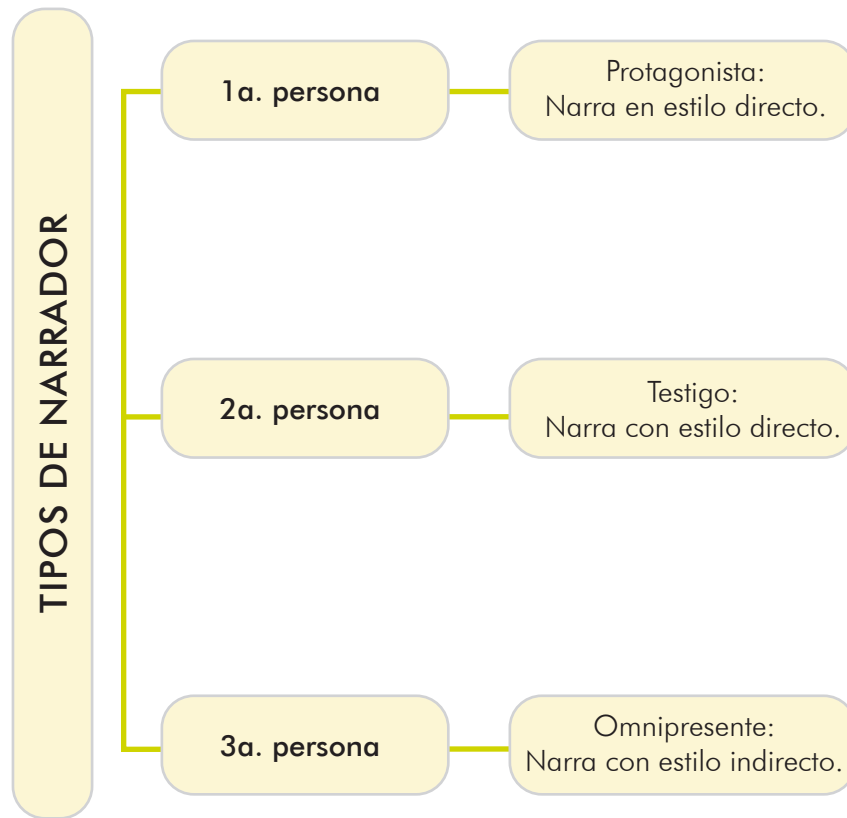 TIPOS DE NARRADOR
1a. persona
Protagonista:
Narra en estilo directo.
2a. persona
Testigo:
Narra con estilo directo.
3a. persona
Omnipresente:
Narra con estilo indirecto.